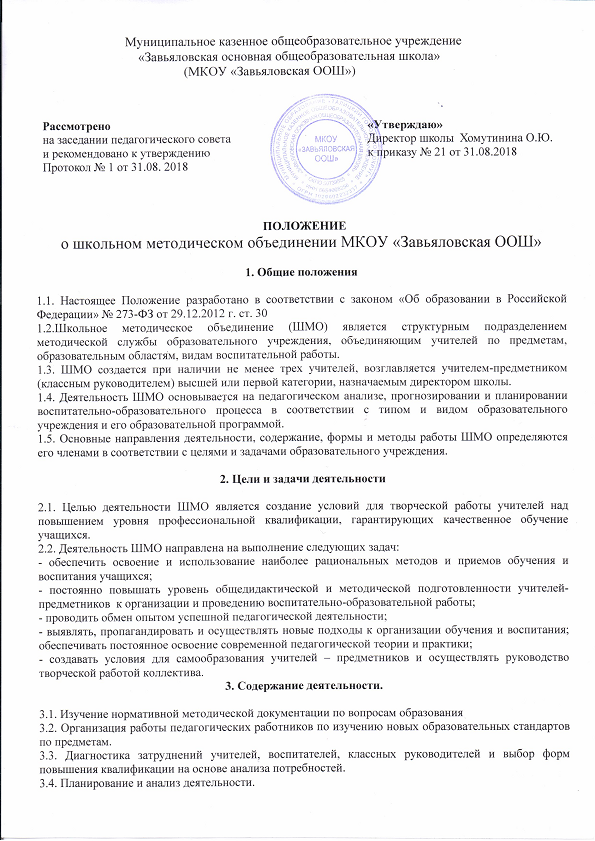 Муниципальное казенное общеобразовательное учреждение
«Завьяловская основная общеобразовательная школа»
(МКОУ «Завьяловская ООШ»)
Рассмотрено
на заседании педагогического совета
и рекомендовано к утверждению
Протокол № 1 от 31.08. 2018
МКОУ
«ЗАВЬЯЛОВСКАЯ
ООШ»
«Утверждаю»
Директор школы Хомутинина О.Ю.
к приказу № 21 от 31.08.2018
ПОЛОЖЕНИЕ
о школьном методическом объединении МКОУ «Завьяловская ООШ»
1. Общие положения
1.1. Настоящее Положение разработано в соответствии с законом «Об образовании в Российской
Федерации» № 273-ФЗ от 29.12.2012 г. ст. 30
1.2.Школьное методическое объединение (ШМО) является структурным подразделением
методической службы образовательного учреждения, объединяющим учителей по предметам,
образовательным областям, видам воспитательной работы.
1.3. ШМО создается при наличии не менее трех учителей, возглавляется учителем-предметником
(классным руководителем) высшей или первой категории, назначаемым директором школы.
1.4. Деятельность ШМО основывается на педагогическом анализе, прогнозировании и планировании
воспитательно-образовательного процесса в соответствии с типом и видом образовательного
учреждения и его образовательной программой.
1.5. Основные направления деятельности, содержание, формы и методы работы ШМО определяются
его членами в соответствии с целями и задачами образовательного учреждения.
2. Цели и задачи деятельности
2.1. Целью деятельности ШМО является создание условий для творческой работы учителей над
повышением уровня профессиональной квалификации, гарантирующих качественное обучение
учащихся.
2.2. Деятельность ШМО направлена на выполнение следующих задач:
- обеспечить освоение и использование наиболее рациональных методов и приемов обучения и
воспитания учащихся;
- постоянно повышать уровень общедидактической и методической подготовленности учителей-
предметников к организации и проведению воспитательно-образовательной работы;
- проводить обмен опытом успешной педагогической деятельности;
- выявлять, пропагандировать и осуществлять новые подходы к организации обучения и воспитания;
обеспечивать постоянное освоение современной педагогической теории и практики;
- создавать условия для самообразования учителей – предметников и осуществлять руководство
творческой работой коллектива.
3. Содержание деятельности.
3.1. Изучение нормативной методической документации по вопросам образования
3.2. Организация работы педагогических работников по изучению новых образовательных стандартов
по предметам.
3.3. Диагностика затруднений учителей, воспитателей, классных руководителей и выбор форм
повышения квалификации на основе анализа потребностей.
3.4. Планирование и анализ деятельности.